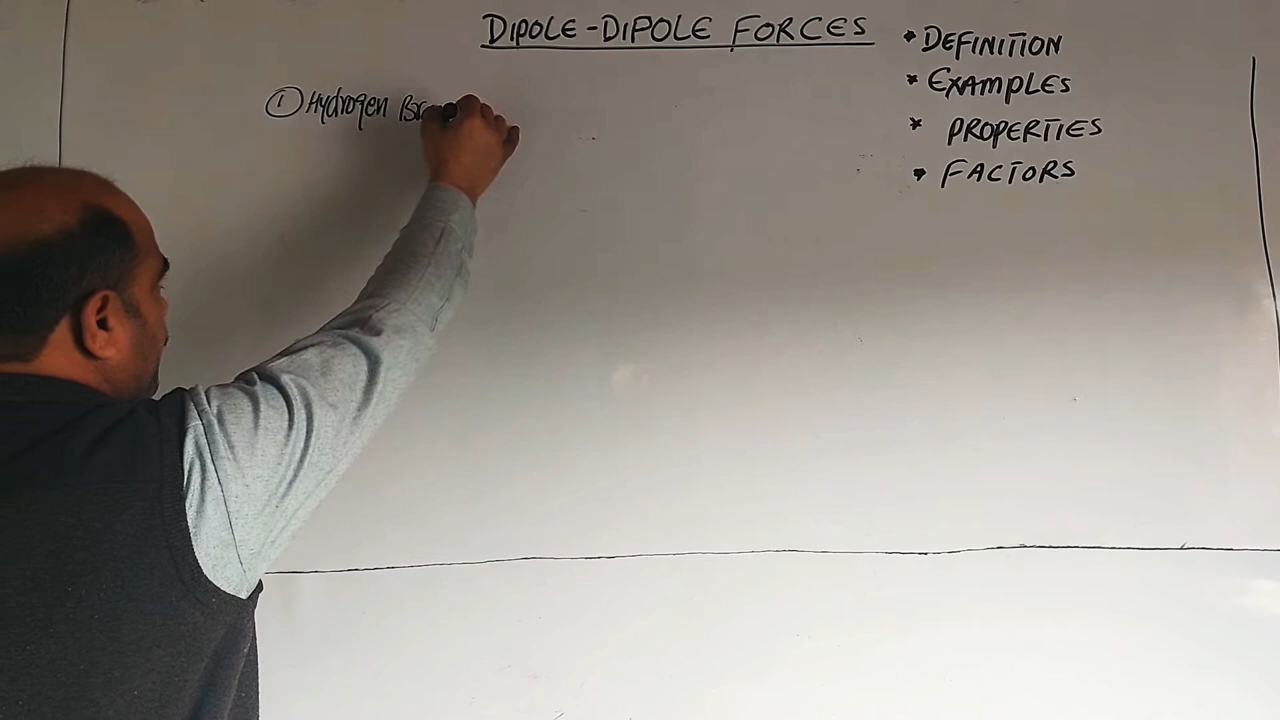 DIPOLE-DIPOLE FORCES
* DEFINITION
* EXAMPLES
* PROPERTIES
* FACTORS
① Hydrogen